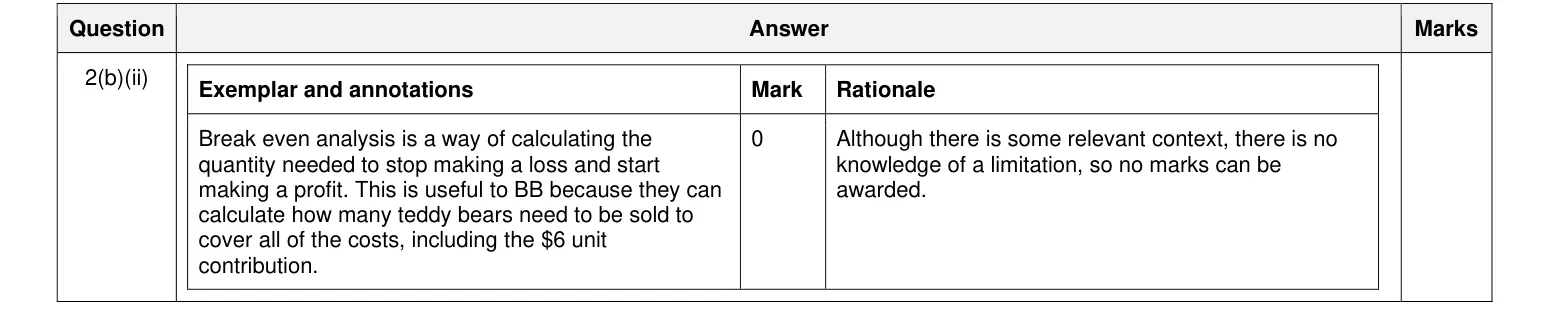 Question Answer Marks
2(b)(ii)
Exemplar and annotations Mark Rationale
Break even analysis is a way of calculating the
quantity needed to stop making a loss and start
making a profit. This is useful to BB because they can
calculate how many teddy bears need to be sold to
cover all of the costs, including the $6 unit
contribution.
0
Although there is some relevant context, there is no
knowledge of a limitation, so no marks can be
awarded.